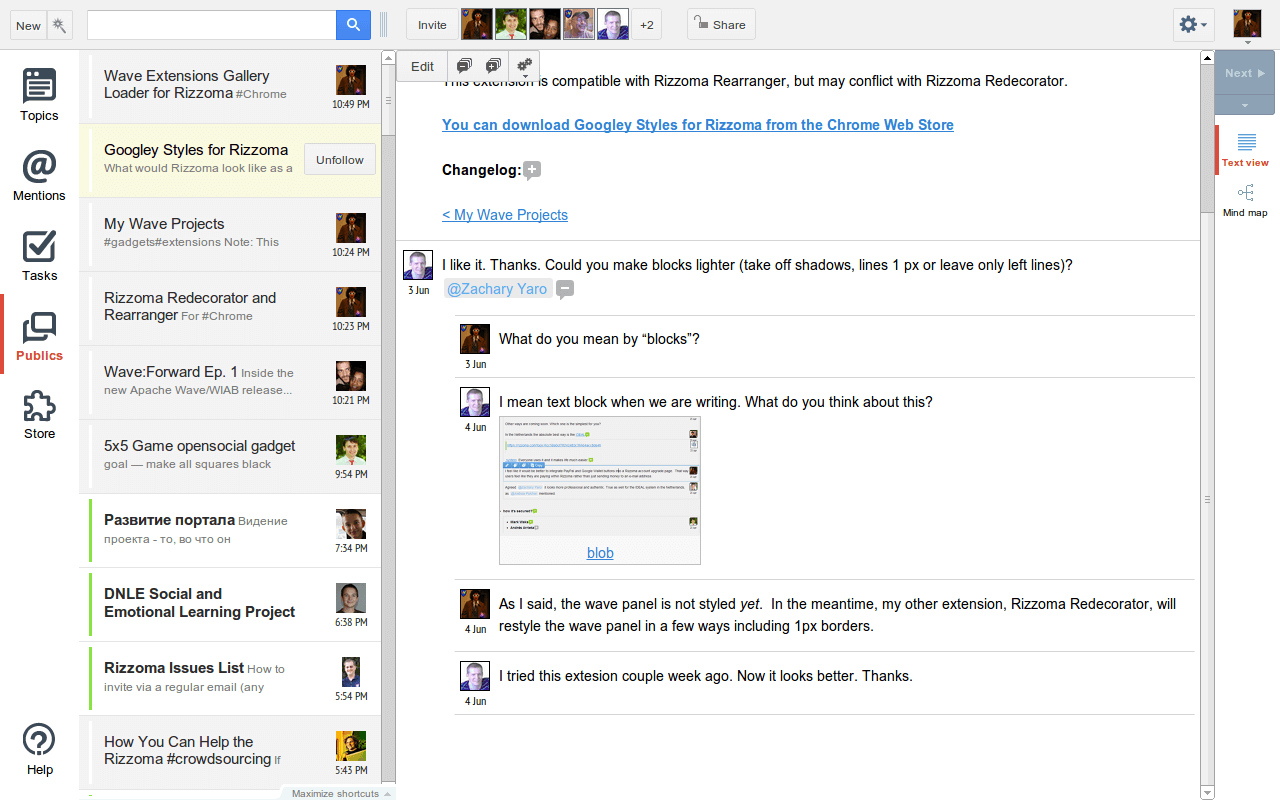 New
Invite
+2
Share
Topics
Mentions
Tasks
Publics
Store
Help
Wave Extensions Gallery
Loader for Rizzoma #Chrome
10:49 PM
Googley Styles for Rizzoma
What would Rizzoma look like as a
Unfollow
My Wave Projects
#gadgets#extensions Note: This
10:24 PM
Rizzoma Redecorator and
Rearranger For #Chrome
10:23 PM
Wave:Forward Ep. 1 Inside the
new Apache Wave/WIAB release...
10:21 PM
5x5 Game opensocial gadget
goal — make all squares black
9:54 PM
Развитие портала Видение
проекта - то, во что он
7:34 PM
DNLE Social and
Emotional Learning Project
6:38 PM
Rizzoma Issues List How to
invite via a regular email (any
5:54 PM
How You Can Help the
Rizzoma #crowdsourcing If
5:43 PM
Maximize shortcuts
Edit
This extension is compatible with Rizzoma Rearranger, but may conflict with Rizzoma Redecorator.
You can download Googley Styles for Rizzoma from the Chrome Web Store
Changelog:
< My Wave Projects
I like it. Thanks. Could you make blocks lighter (take off shadows, lines 1 px or leave only left lines)?
@Zachary Yaro
3 Jun
What do you mean by “blocks”?
3 Jun
I mean text block when we are writing. What do you think about this?
4 Jun
blob
As I said, the wave panel is not styled yet.  In the meantime, my other extension, Rizzoma Redecorator, will
restyle the wave panel in a few ways including 1px borders.
4 Jun
I tried this extesion couple week ago. Now it looks better. Thanks.
4 Jun
Next
Text view
Mind map